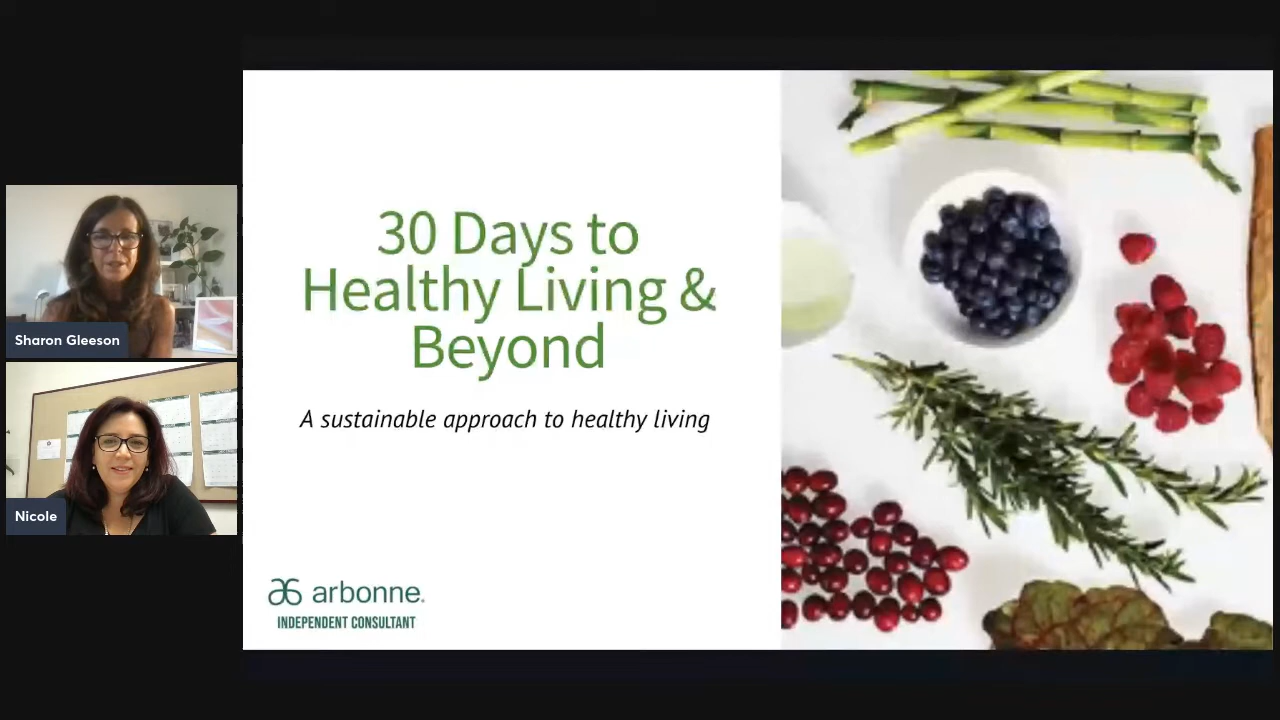 Sharon Gleeson
Nicole
30 Days to
Healthy Living &
Beyond
A sustainable approach to healthy living
arbonne.
INDEPENDENT CONSULTANT